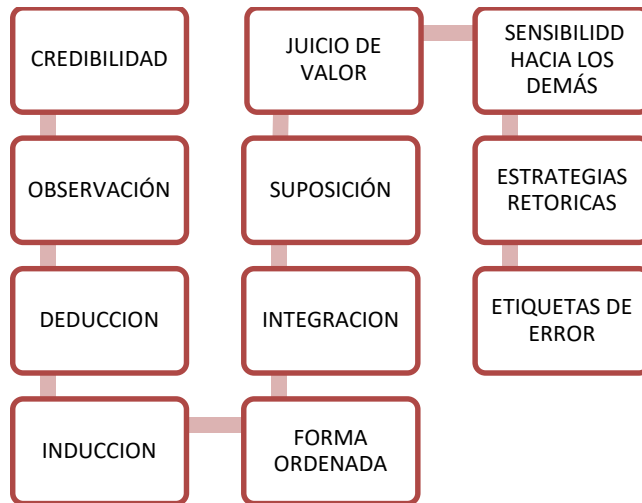 CREDIBILIDAD
OBSERVACIÓN
DEDUCCION
INDUCCION
FORMA
ORDENADA
INTEGRACION
SUPOSICIÓN
JUICIO DE
VALOR
SENSIBILIDD
HACIA LOS
DEMÁS
ESTRATEGIAS
RETORICAS
ETIQUETAS DE
ERROR